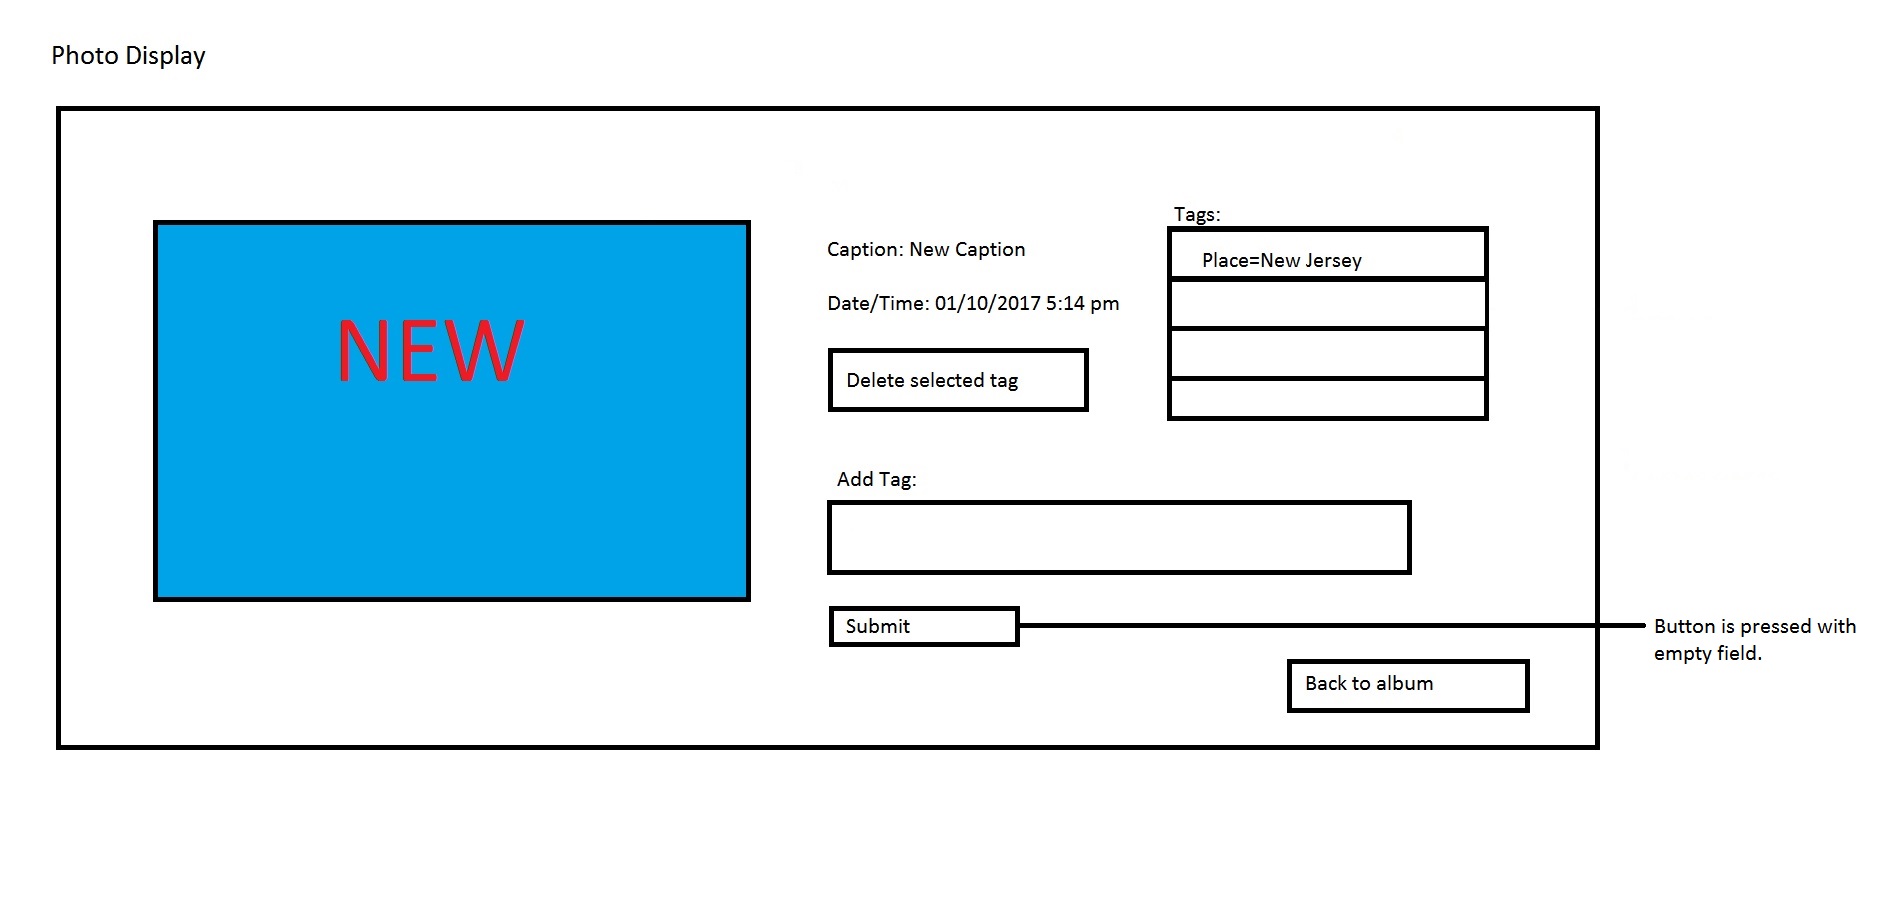 Photo Display
NEW
Caption: New Caption
Date/Time: 01/10/2017 5:14 pm
Delete selected tag
Tags:
Place=New Jersey
Add Tag:
Submit
Button is pressed with
empty field.
Back to album